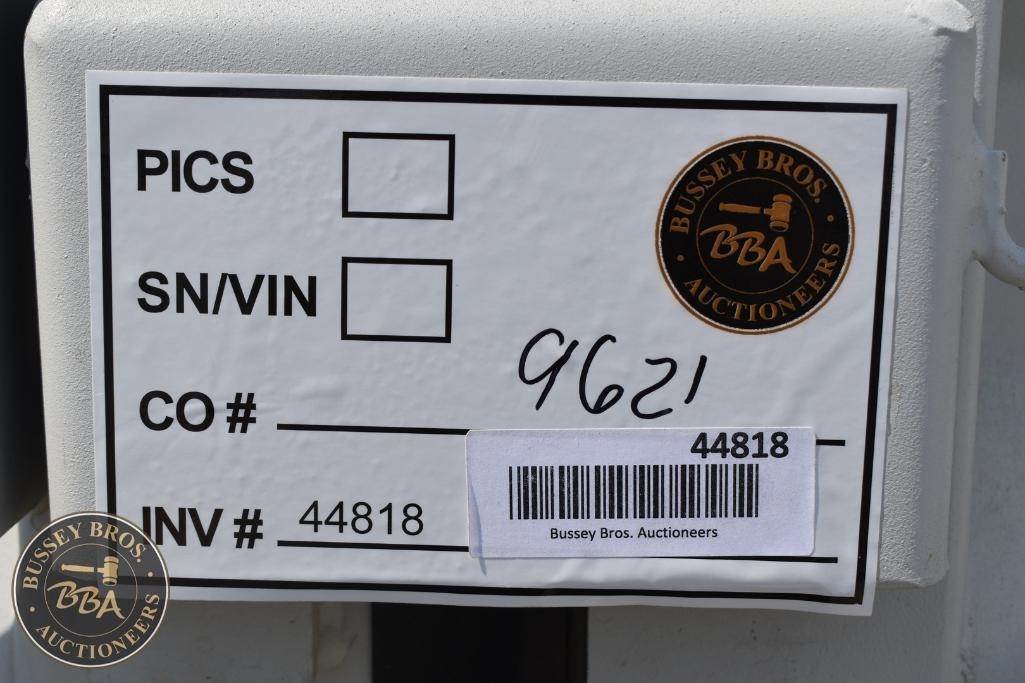 PICS
BUSSEY BROS.
BBA
AUCTIONEERS
SN/VIN
CO # 9621
44818
Bussey Bros. Auctioneers
INV # 44818
BUSSEY BROS.
BBA
AUCTIONEERS